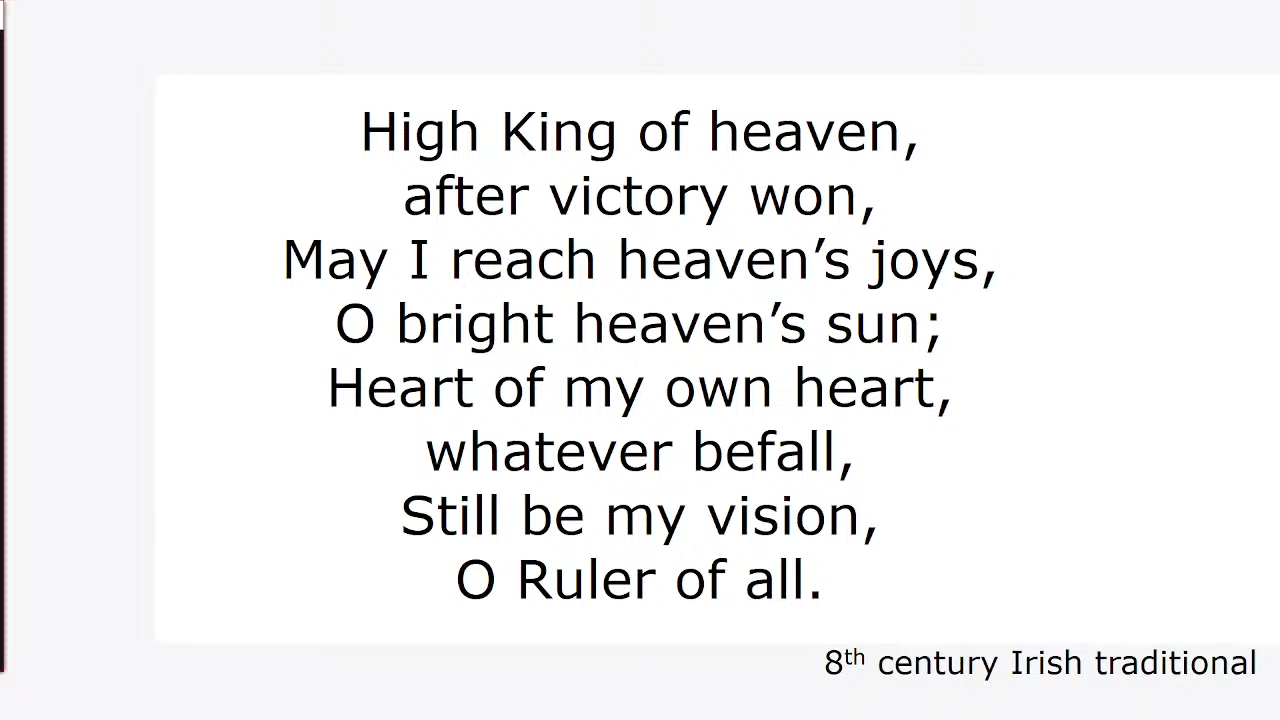 High King of heaven,
after victory won,
May I reach heaven’s joys,
O bright heaven’s sun;
Heart of my own heart,
whatever befall,
Still be my vision,
O Ruler of all.
8th century Irish traditional